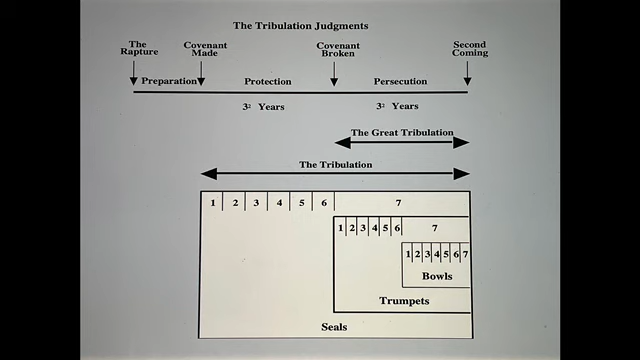 The Tribulation Judgments
The Rapture
Covenant Made
Covenant Broken
Second Coming
Preparation
Protection
Persecution
3² Years
3² Years
The Great Tribulation
The Tribulation
1 2 3 4 5 6 7
1 2 3 4 5 6 7
1 2 3 4 5 6 7
Bowls
Trumpets
Seals